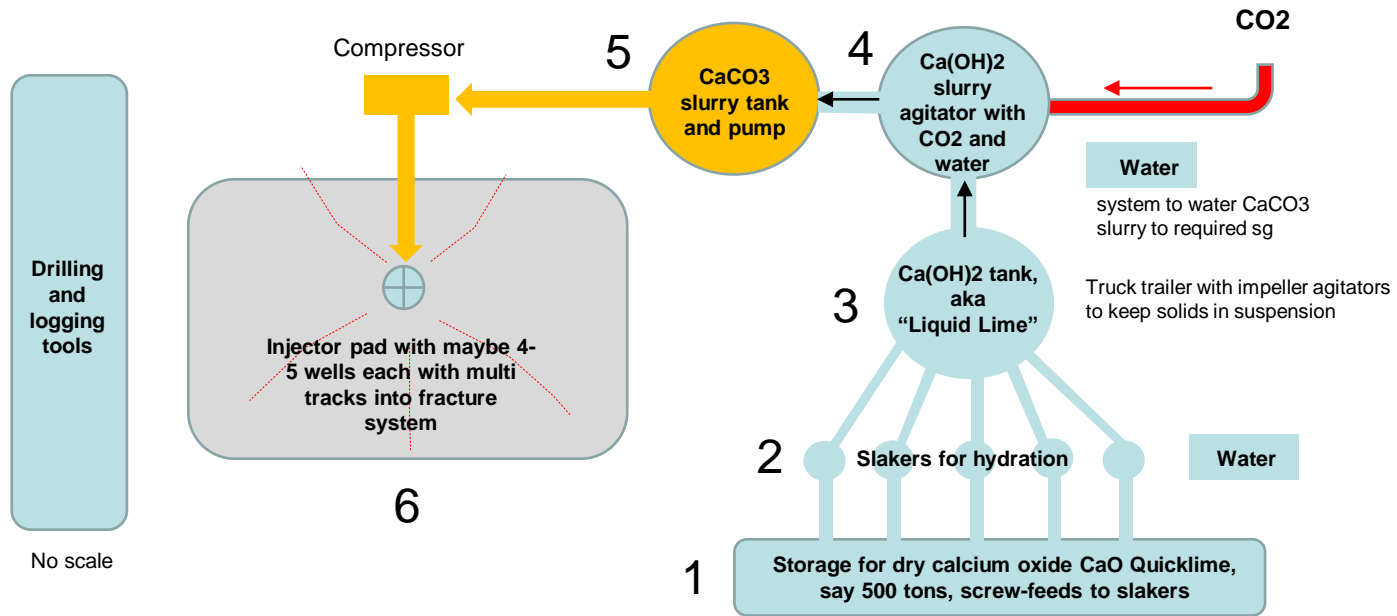 CO2
Compressor
5
4
CaCO3
slurry tank
and pump
Ca(OH)2
slurry
agitator with
CO2 and
water
Water
system to water CaCO3
slurry to required sg
Drilling
and
logging
tools
3
Ca(OH)2 tank,
aka
“Liquid Lime”
Truck trailer with impeller agitators
to keep solids in suspension
Injector pad with maybe 4-
5 wells each with multi
tracks into fracture
system
2
Slakers for hydration
Water
6
No scale
1
Storage for dry calcium oxide CaO Quicklime,
say 500 tons, screw-feeds to slakers